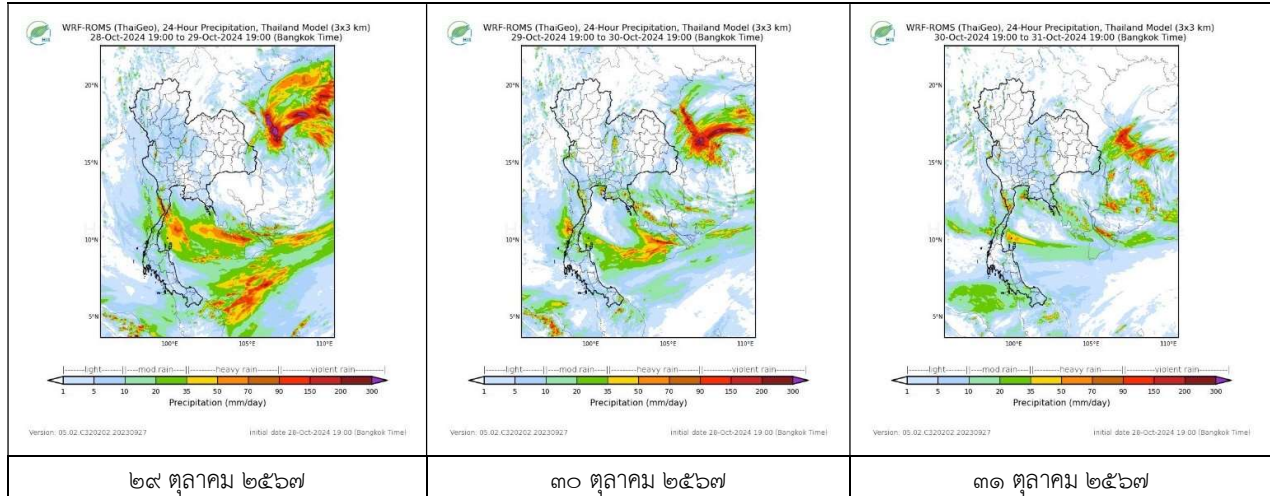 WRF-ROMS (ThaiGeo), 24-Hour Precipitation, Thailand Model (3x3 km)
28-Oct-2024 19:00 to 29-Oct-2024 19:00 (Bangkok Time)
20°N
15°N
10°N
5°N
100°E 105°E 110°E
|-------light-------||----mod rain----||------heavy rain------||------violent rain------|
1 5 10 20 35 50 70 90 150 200 300
Precipitation (mm/day)
Version: 05.02.C320202.20230927 initial date 28-Oct-2024 19:00 (Bangkok Time)
๒๙ ตุลาคม ๒๕๖๗
WRF-ROMS (ThaiGeo), 24-Hour Precipitation, Thailand Model (3x3 km)
29-Oct-2024 19:00 to 30-Oct-2024 19:00 (Bangkok Time)
20°N
15°N
10°N
5°N
100°E 105°E 110°E
|-------light-------||----mod rain----||------heavy rain------||------violent rain------|
1 5 10 20 35 50 70 90 150 200 300
Precipitation (mm/day)
Version: 05.02.C320202.20230927 initial date 28-Oct-2024 19:00 (Bangkok Time)
๓๐ ตุลาคม ๒๕๖๗
WRF-ROMS (ThaiGeo), 24-Hour Precipitation, Thailand Model (3x3 km)
30-Oct-2024 19:00 to 31-Oct-2024 19:00 (Bangkok Time)
20°N
15°N
10°N
5°N
100°E 105°E 110°E
|-------light-------||----mod rain----||------heavy rain------||------violent rain------|
1 5 10 20 35 50 70 90 150 200 300
Precipitation (mm/day)
Version: 05.02.C320202.20230927 initial date 28-Oct-2024 19:00 (Bangkok Time)
๓๑ ตุลาคม ๒๕๖๗